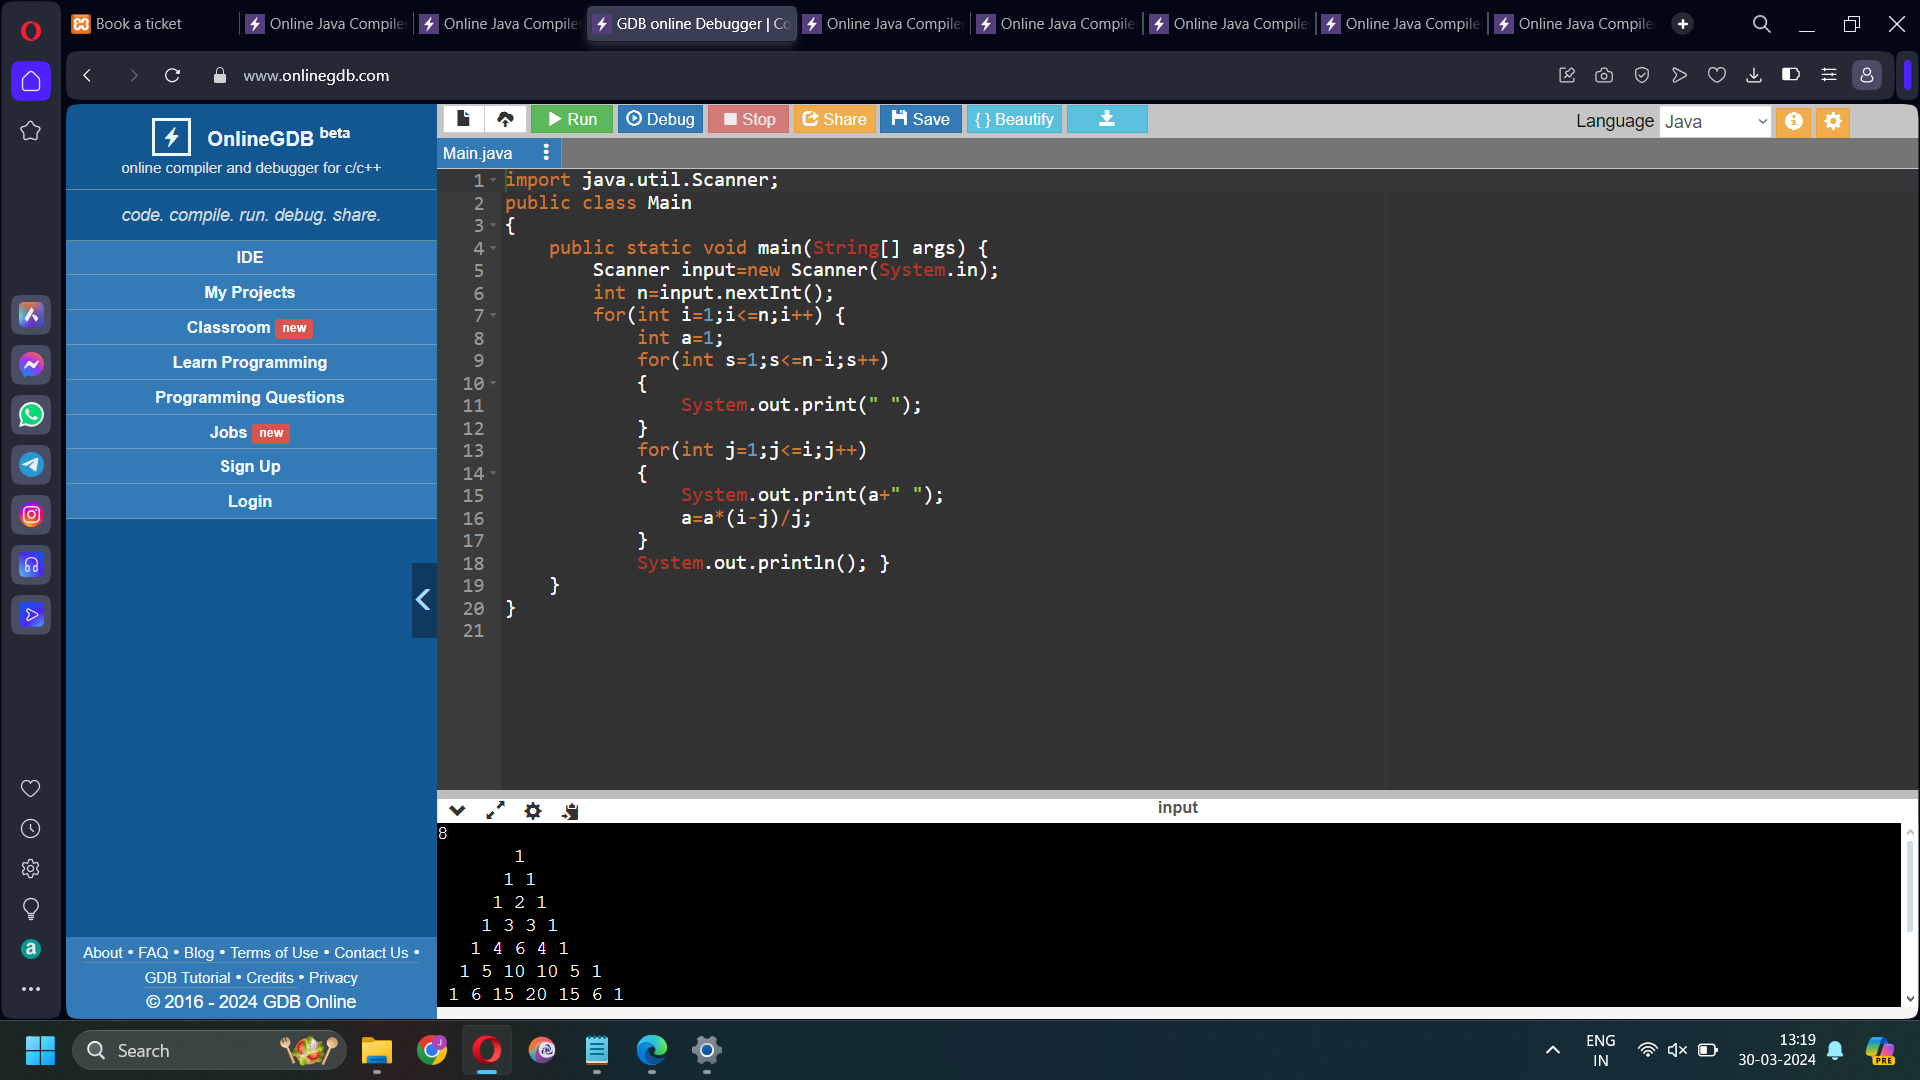 Book a ticket
Online Java Compile
Online Java Compile
GDB online Debugger | Co
Online Java Compile
Online Java Compile
Online Java Compile
Online Java Compile
Online Java Compile
www.onlinegdb.com
OnlineGDB beta
online compiler and debugger for c/c++
code. compile. run. debug. share.
IDE
My Projects
Classroom new
Learn Programming
Programming Questions
Jobs new
Sign Up
Login
About • FAQ • Blog • Terms of Use • Contact Us •
GDB Tutorial • Credits • Privacy
© 2016 - 2024 GDB Online
Run Debug Stop Share Save { } Beautify
Language Java
Main.java
1 import java.util.Scanner;
2 public class Main
3 {
4     public static void main(String[] args) {
5         Scanner input=new Scanner(System.in);
6         int n=input.nextInt();
7         for(int i=1;i<=n;i++) {
8             int a=1;
9             for(int s=1;s<=n-i;s++)
10             {
11                 System.out.print(" ");
12             }
13             for(int j=1;j<=i;j++)
14             {
15                 System.out.print(a+" ");
16                 a=a*(i-j)/j;
17             }
18             System.out.println(); }
19     }
20 }
21
input
8
1
1 1
1 2 1
1 3 3 1
1 4 6 4 1
1 5 10 10 5 1
1 6 15 20 15 6 1
Search
ENG
IN
13:19
30-03-2024
PRE